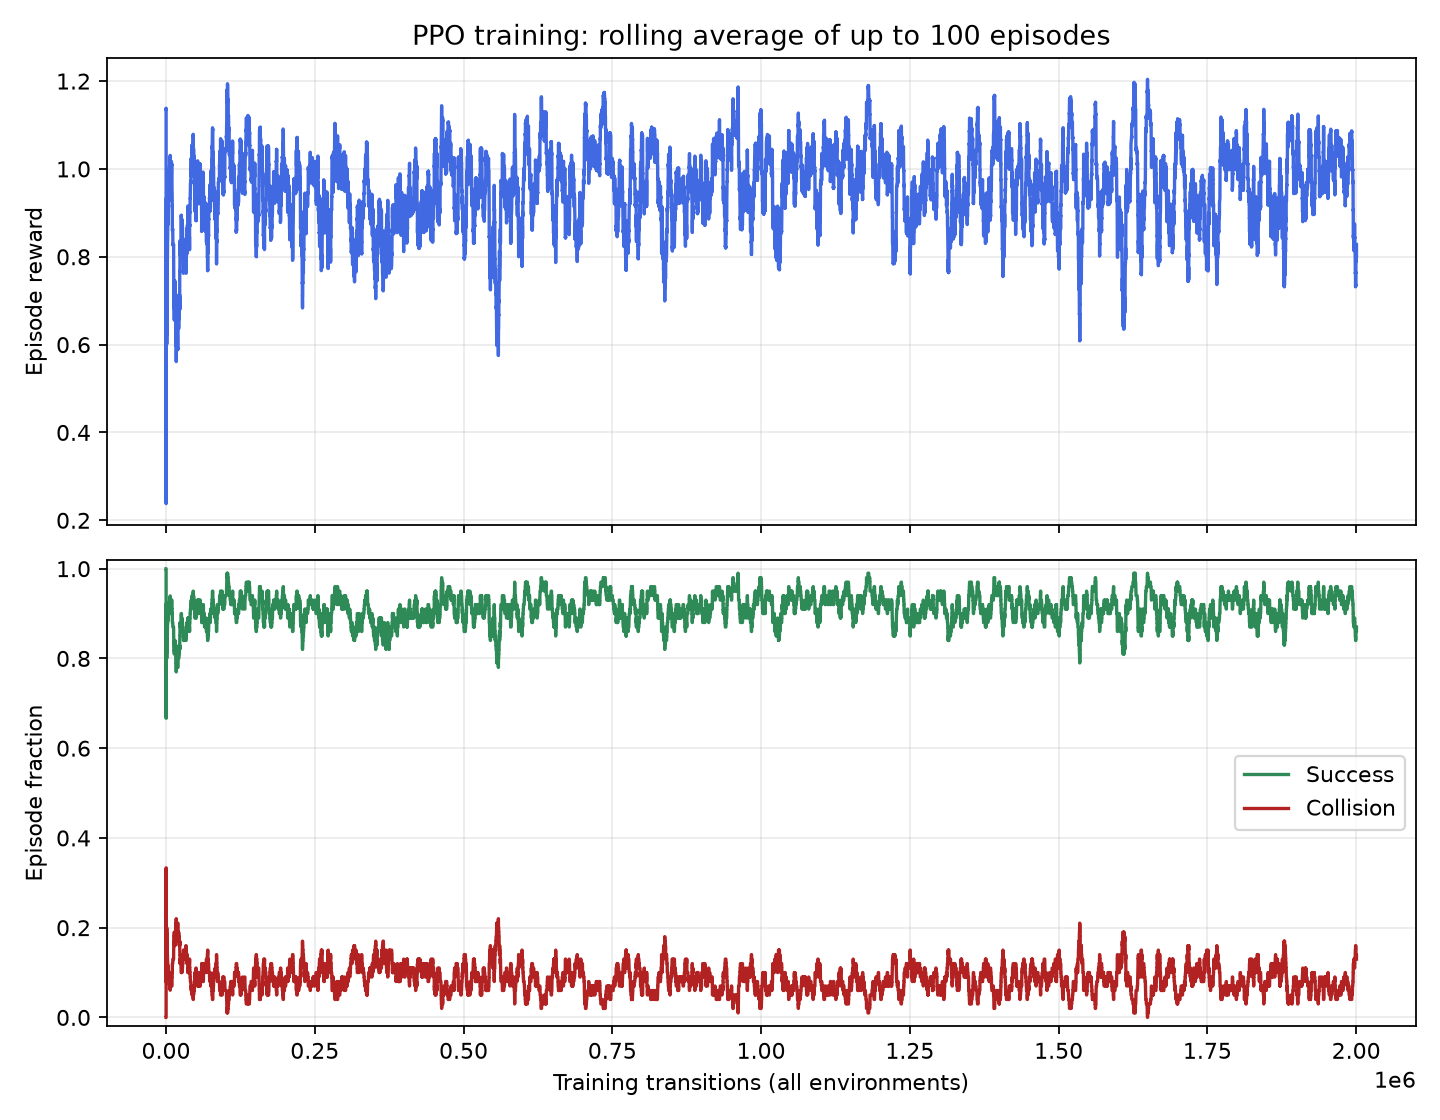 PPO training: rolling average of up to 100 episodes
1.2
1.0
0.8
0.6
0.4
0.2
Episode reward
1.0
0.8
0.6
0.4
0.2
0.0
Episode fraction
Success
Collision
0.00 0.25 0.50 0.75 1.00 1.25 1.50 1.75 2.00
1e6
Training transitions (all environments)